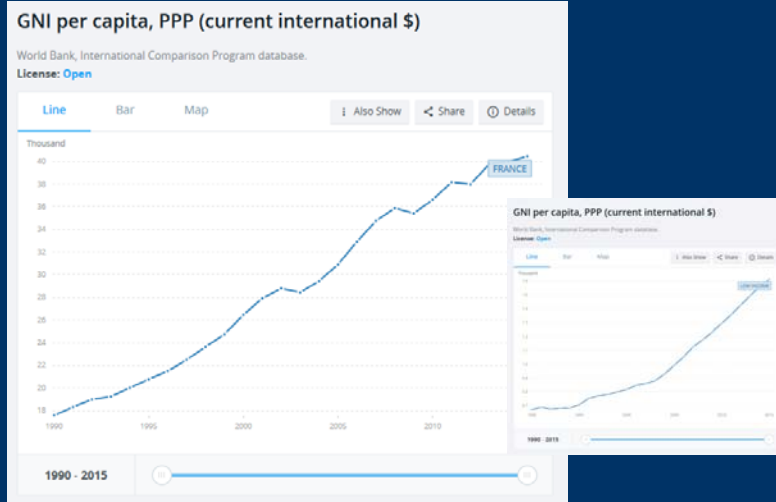 GNI per capita, PPP (current international $)
World Bank, International Comparison Program database.
License: Open
Line Bar Map Also Show Share Details
Thousand
40
38
36
34
32
30
28
26
24
22
20
18
FRANCE
1990 1995 2000 2005 2010
1990 - 2015
GNI per capita, PPP (current international $)
World Bank, International Comparison Program database.
License: Open
Line Bar Map Also Show Share Details
Thousand
1990 - 2015